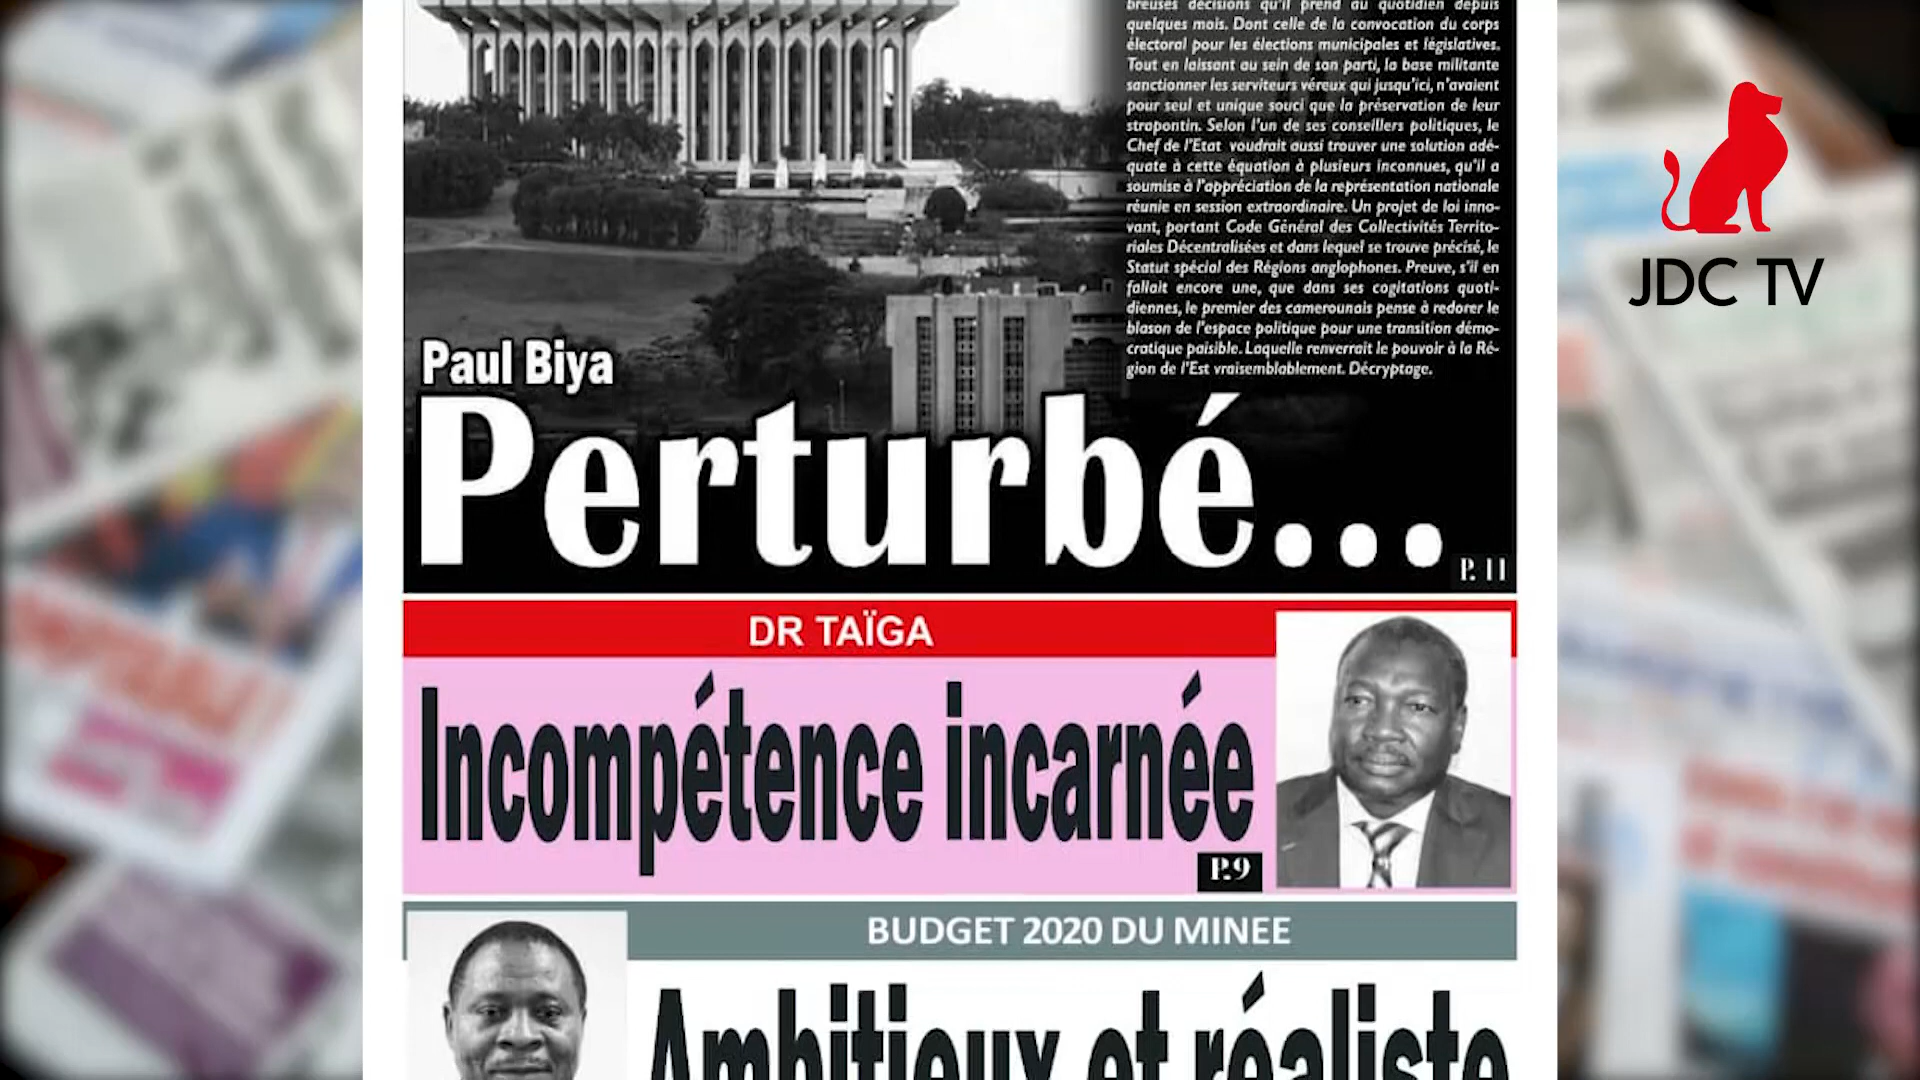 breuses décisions qu'il prend au quotidien depuis
quelques mois. Dont celle de la convocation du corps
électoral pour les élections municipales et législatives.
Tout en laissant au sein de son parti, la base militante
sanctionner les serviteurs véreux qui jusqu'ici, n'avaient
pour seul et unique souci que la préservation de leur
strapontin. Selon l'un de ses conseillers politiques, le
Chef de l'Etat voudrait aussi trouver une solution adé-
quate à cette équation à plusieurs inconnues, qu'il a
soumise à l'appréciation de la représentation nationale
réunie en session extraordinaire. Un projet de loi inno-
vant, portant Code Général des Collectivités Territo-
riales Décentralisées et dans lequel se trouve précisé, le
Statut spécial des Régions anglophones. Preuve, s'il en
fallait encore une, que dans ses cogitations quoti-
diennes, le premier des camerounais pense à redorer le
blason de l'espace politique pour une transition démo-
cratique paisible. Laquelle renverrait le pouvoir à la Ré-
gion de l'Est vraisemblablement. Décryptage.
JDC TV
Paul Biya
Perturbé...
P. 11
DR TAÏGA
Incompétence incarnée
P.9
BUDGET 2020 DU MINEE
Ambitieux et réaliste